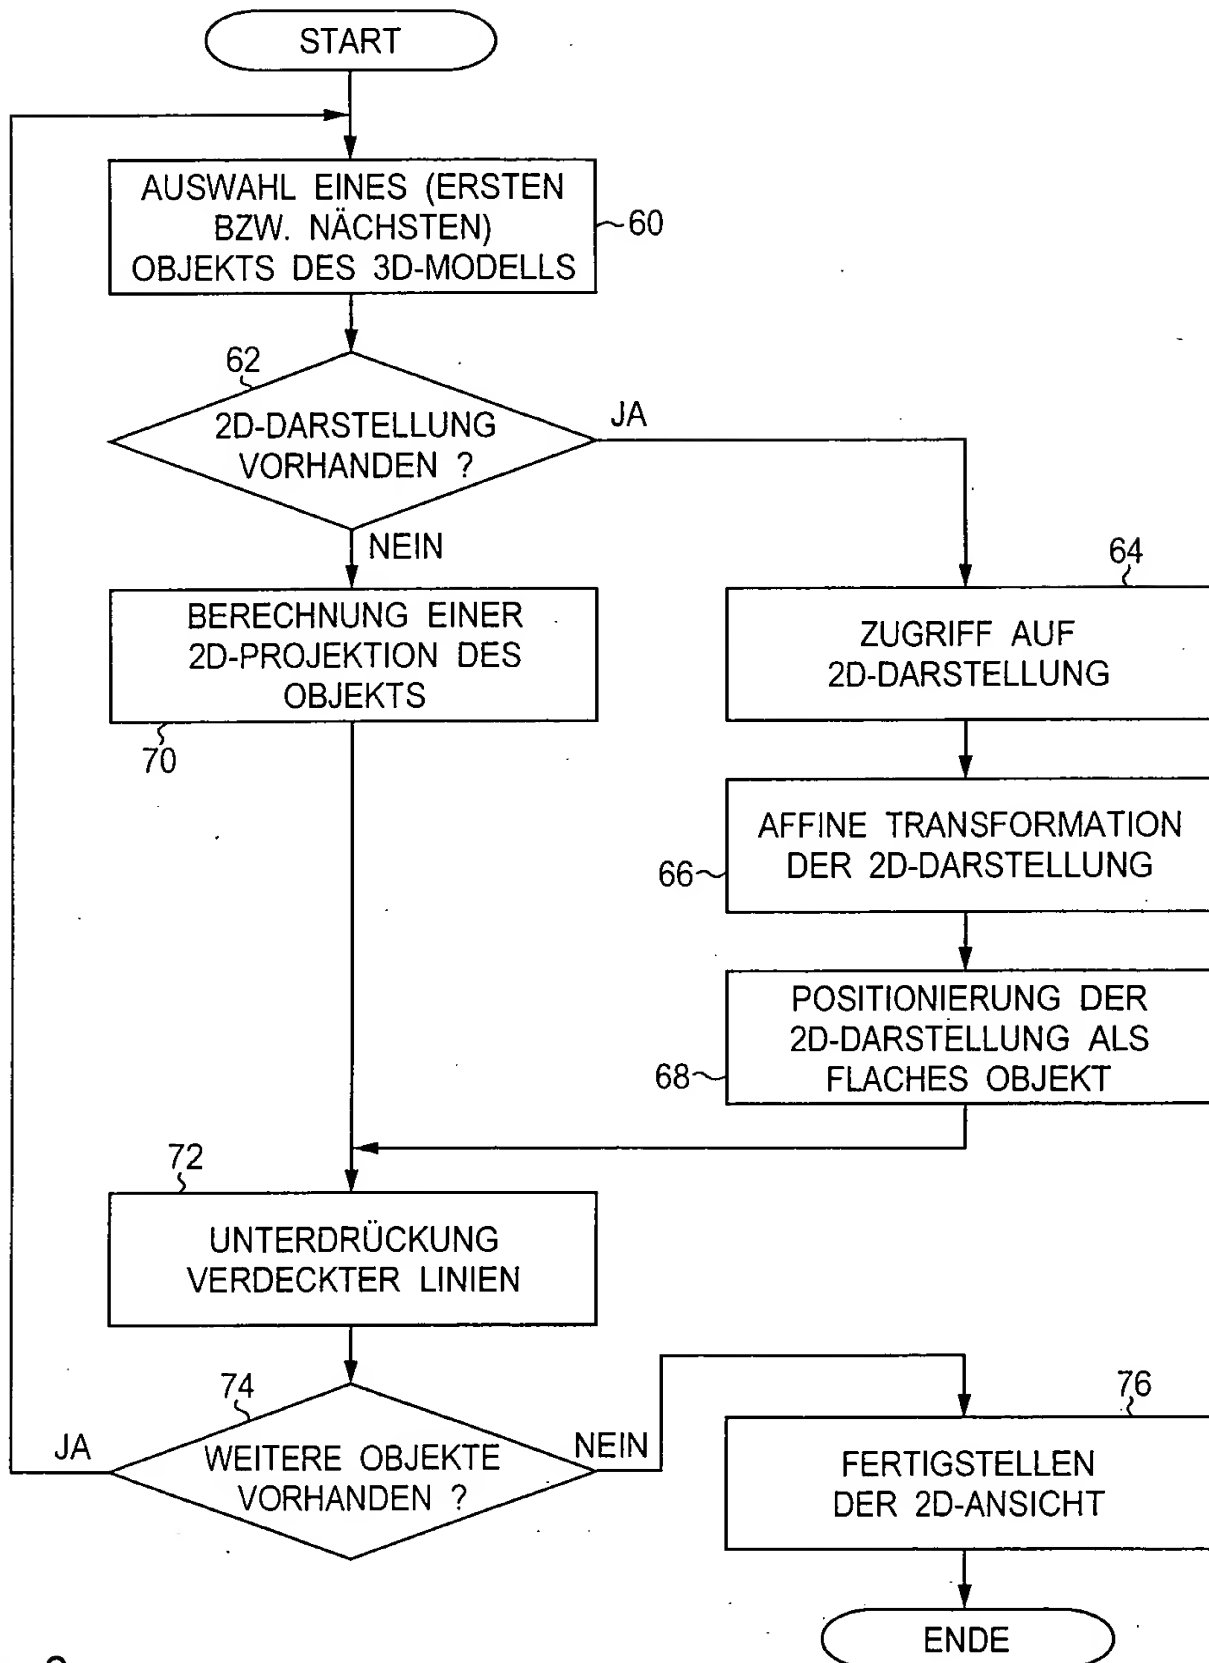 START
AUSWAHL EINES (ERSTEN
BZW. NÄCHSTEN)
OBJEKTS DES 3D-MODELLS
60
62
2D-DARSTELLUNG
VORHANDEN ?
JA
NEIN
BERECHNUNG EINER
2D-PROJEKTION DES
OBJEKTS
70
64
ZUGRIFF AUF
2D-DARSTELLUNG
AFFINE TRANSFORMATION
DER 2D-DARSTELLUNG
66
POSITIONIERUNG DER
2D-DARSTELLUNG ALS
FLACHES OBJEKT
68
72
UNTERDRÜCKUNG
VERDECKTER LINIEN
74
WEITERE OBJEKTE
VORHANDEN ?
JA
NEIN
76
FERTIGSTELLEN
DER 2D-ANSICHT
ENDE